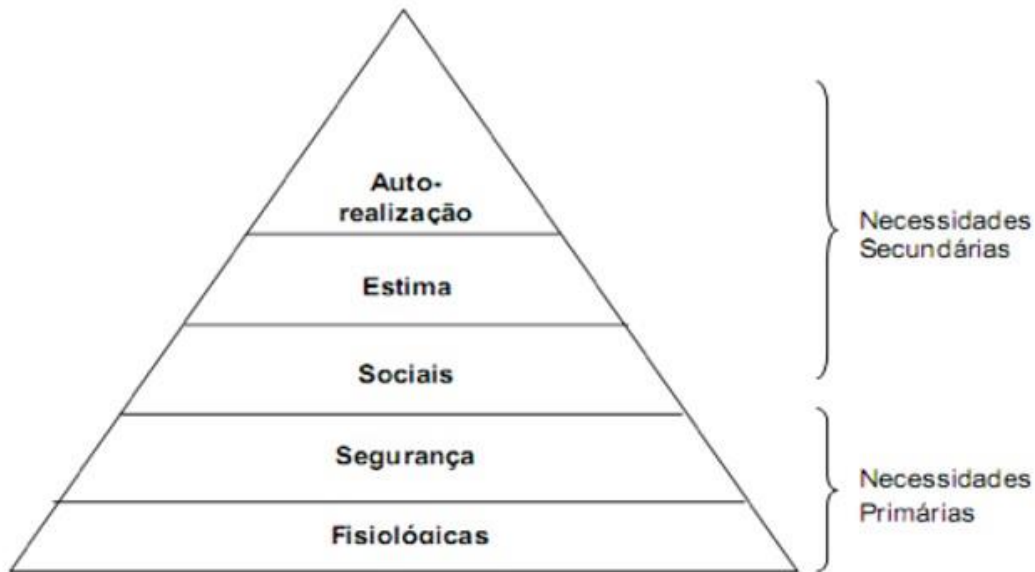 Auto-
realização
Estima
Sociais
Segurança
Fisiológicas
Necessidades
Secundárias
Necessidades
Primárias